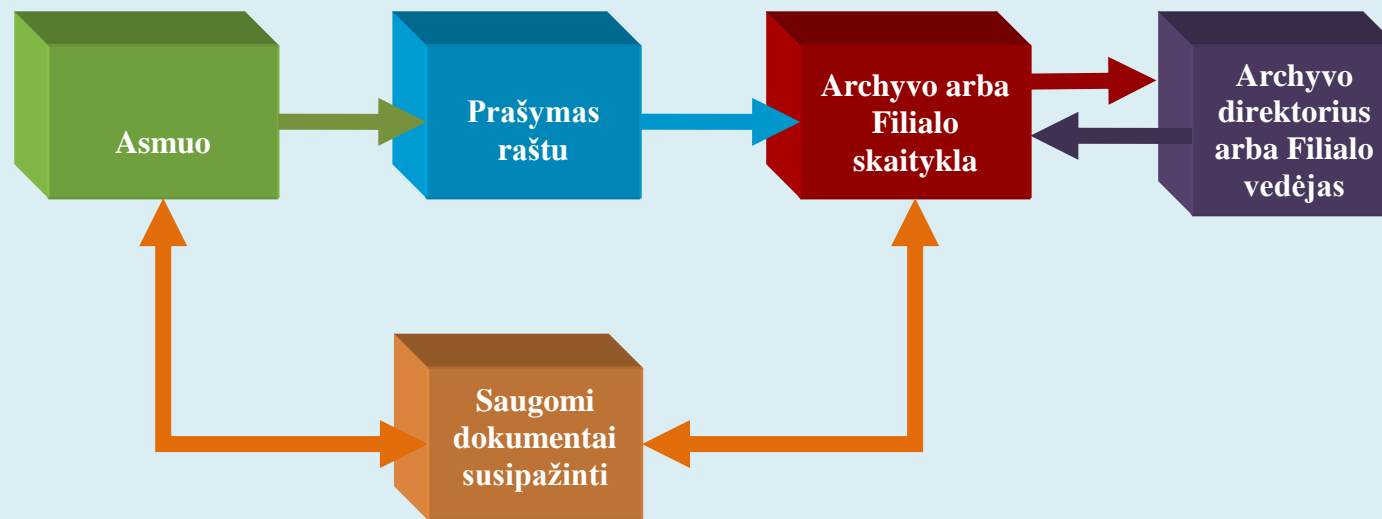 Asmuo
Prašymas
raštu
Archyvo arba
Filialo
skaitykla
Archyvo
direktorius
arba Filialo
vedėjas
Saugomi
dokumentai
susipažinti